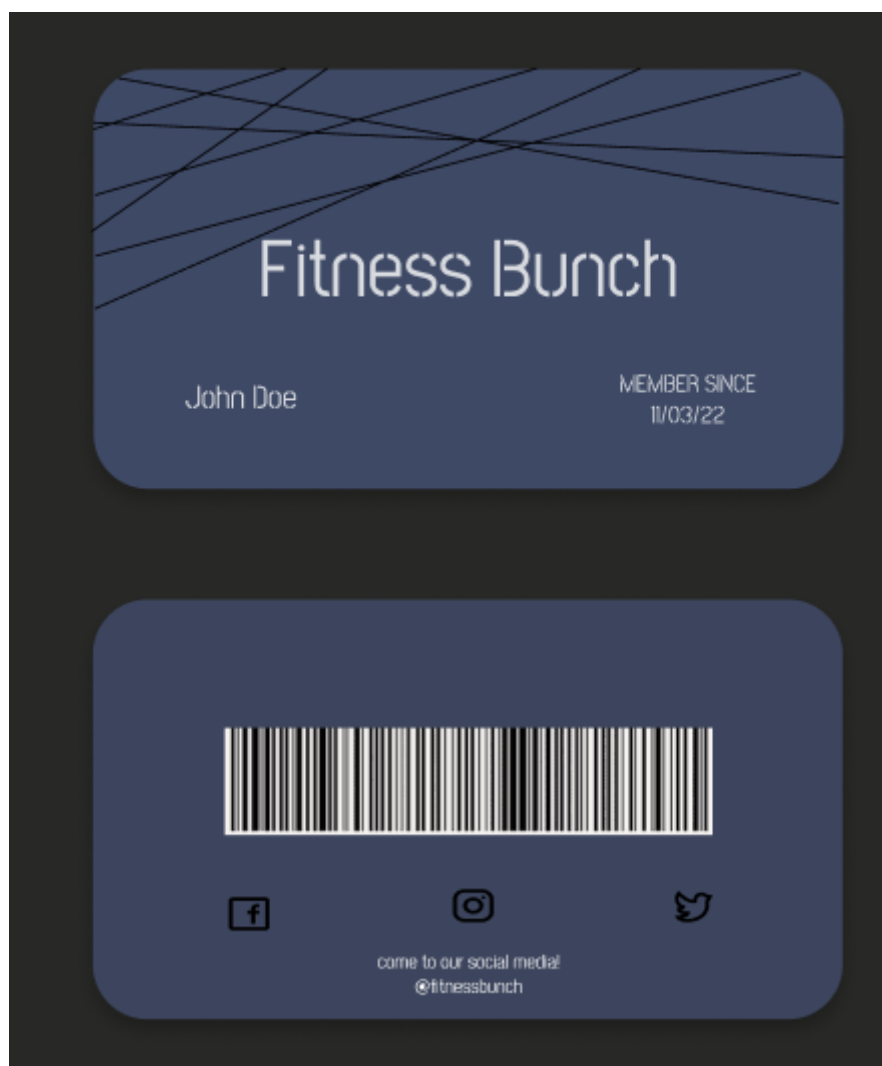 Fitness Bunch
John Doe
MEMBER SINCE
11/03/22
come to our social media!
@fitnessbunch